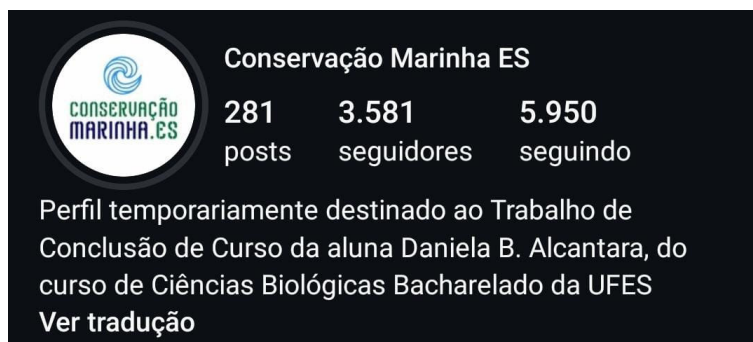 CONSERVAÇÃO
MARINHA.ES
Conservação Marinha ES
281 3.581 5.950
posts seguidores seguindo
Perfil temporariamente destinado ao Trabalho de
Conclusão de Curso da aluna Daniela B. Alcantara, do
curso de Ciências Biológicas Bacharelado da UFES
Ver tradução